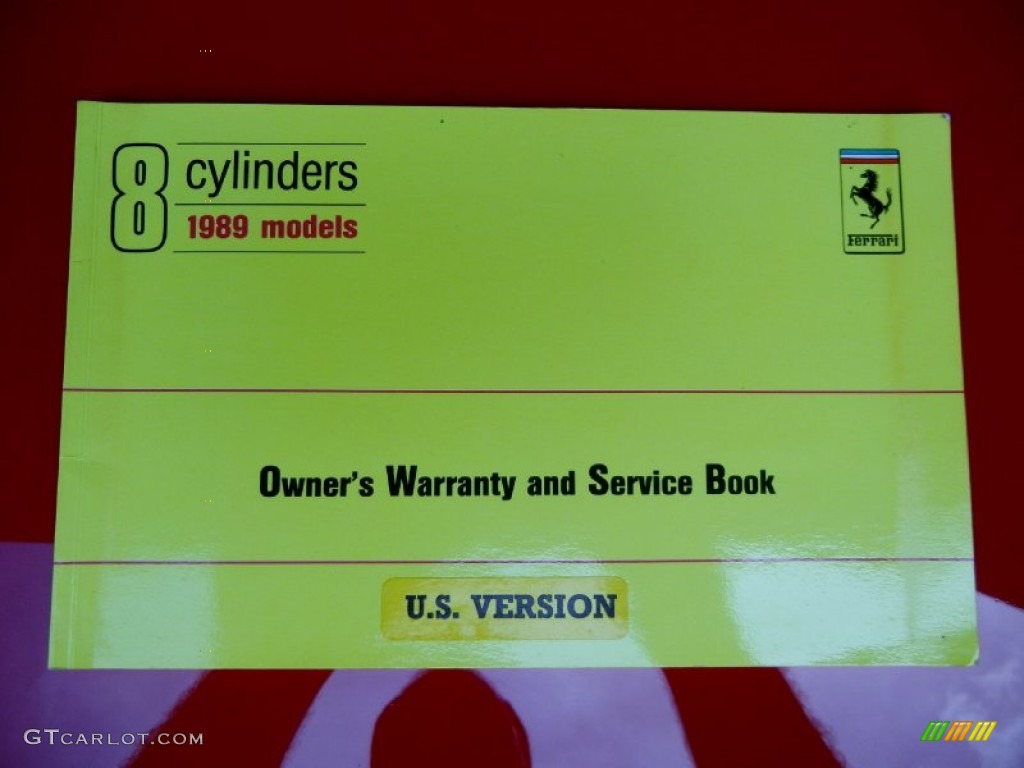 8 cylinders
1989 models
Ferrari
Owner's Warranty and Service Book
U.S. VERSION
GTCARLOT.COM